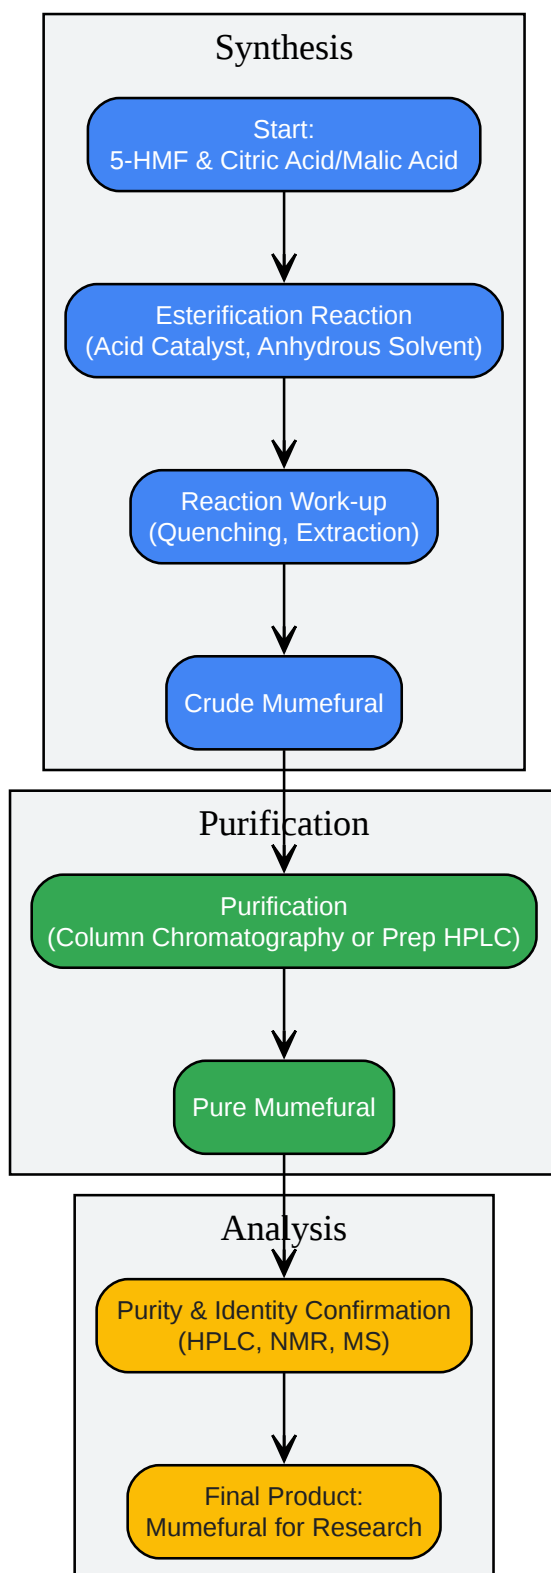 Synthesis
Start:
5-HMF & Citric Acid/Malic Acid
Esterification Reaction
(Acid Catalyst, Anhydrous Solvent)
Reaction Work-up
(Quenching, Extraction)
Crude Mumefural
Purification
Purification
(Column Chromatography or Prep HPLC)
Pure Mumefural
Analysis
Purity & Identity Confirmation
(HPLC, NMR, MS)
Final Product:
Mumefural for Research